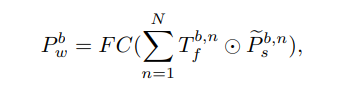 $P_w^b = FC(\sum_{n=1}^{N} T_f^{b,n} \odot \widetilde{P}_s^{b,n}),$